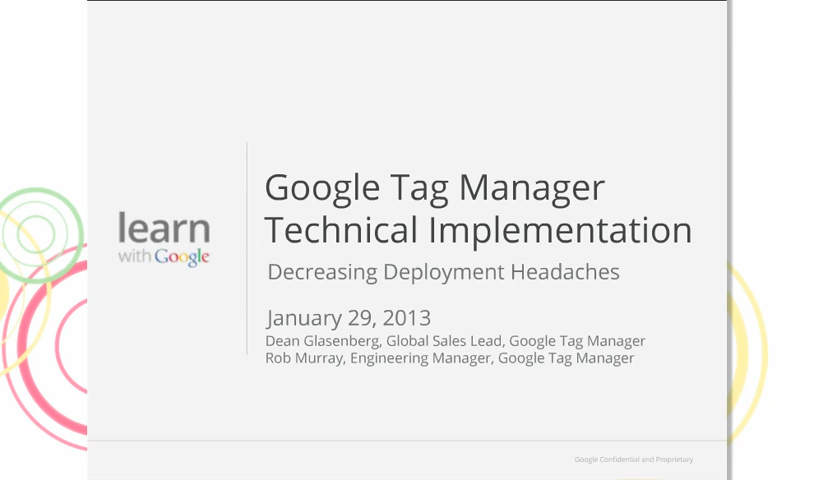 learn
with Google
Google Tag Manager
Technical Implementation
Decreasing Deployment Headaches
January 29, 2013
Dean Glasenberg, Global Sales Lead, Google Tag Manager
Rob Murray, Engineering Manager, Google Tag Manager
Google Confidential and Proprietary